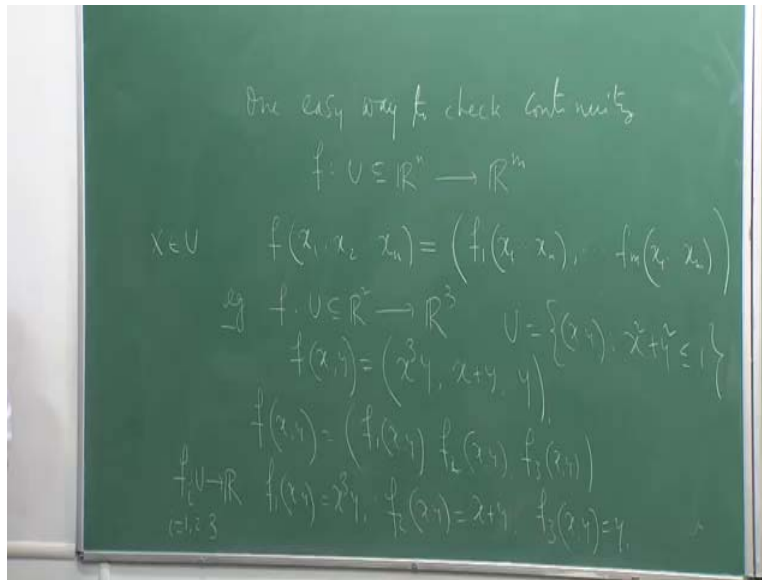 One easy way to check continuity
f: U ⊆ ℝⁿ ⟶ ℝᵐ
X ∈ U f(x₁, x₂ xₙ) = (f₁(x₁ xₙ), fₘ(x₁ xₙ))
eg f: U ⊆ ℝ² ⟶ ℝ³ U = {(x,y): x²+y² ≤ 1}
f(x,y) = (x³y, x+y, y)
f(x,y) = (f₁(x,y) f₂(x,y) f₃(x,y))
fᵢ: U → ℝ f₁(x,y) = x³y, f₂(x,y) = x+y, f₃(x,y) = y.
i=1,2 3